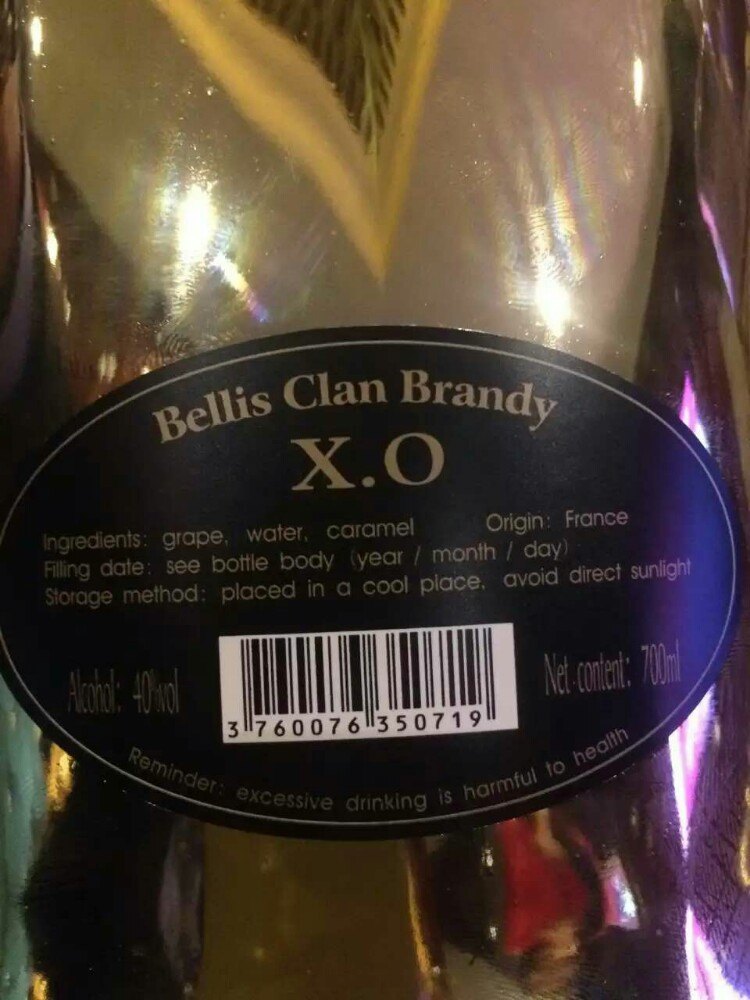 Bellis Clan Brandy
X.O
Ingredients: grape, water, caramel Origin: France
Filling date: see bottle body (year / month / day)
Storage method: placed in a cool place, avoid direct sunlight
Alcohol: 40%vol Net content: 700ml
3 760076 350719
Reminder: excessive drinking is harmful to health